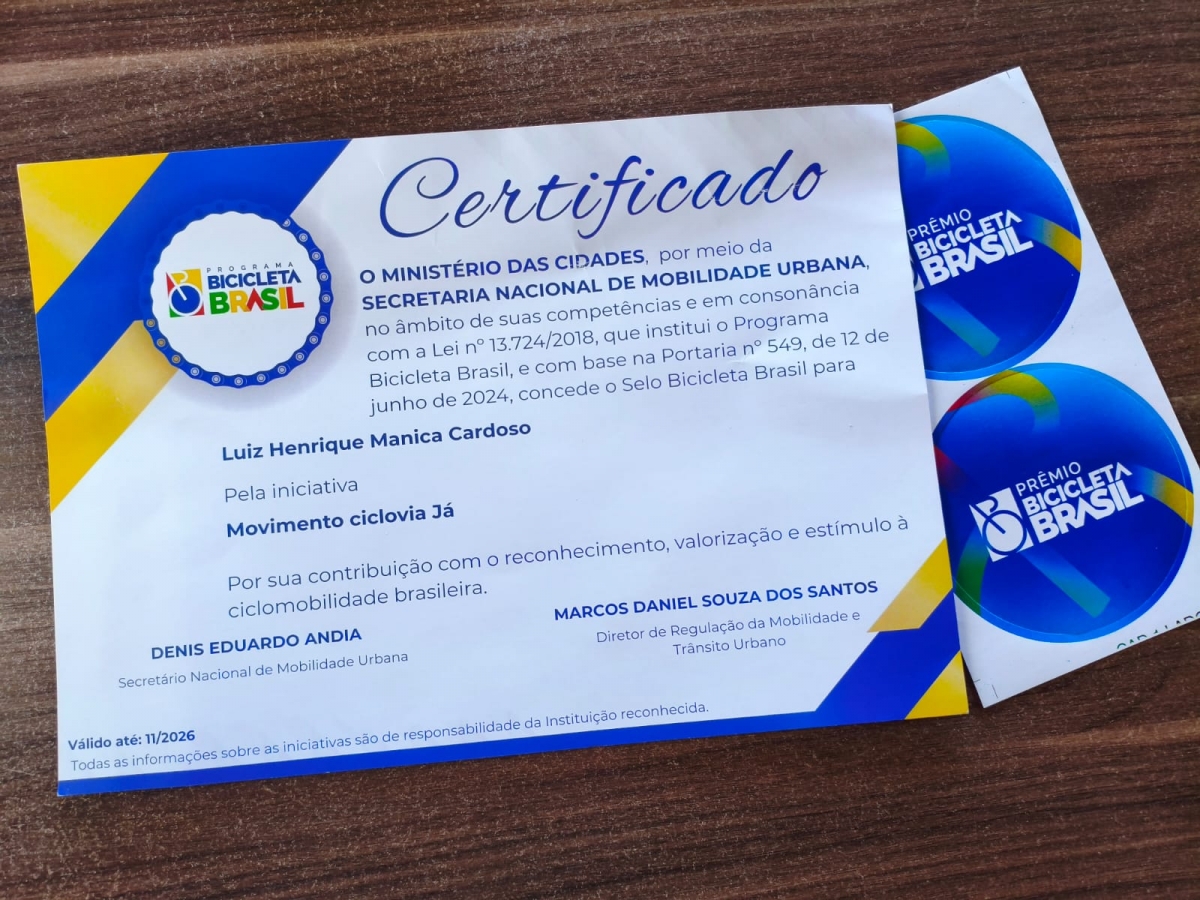 Certificado
PROGRAMA
BICICLETA
BRASIL
O MINISTÉRIO DAS CIDADES, por meio da
SECRETARIA NACIONAL DE MOBILIDADE URBANA,
no âmbito de suas competências e em consonância
com a Lei nº 13.724/2018, que institui o Programa
Bicicleta Brasil, e com base na Portaria nº 549, de 12 de
junho de 2024, concede o Selo Bicicleta Brasil para
Luiz Henrique Manica Cardoso
Pela iniciativa
Movimento ciclovia Já
Por sua contribuição com o reconhecimento, valorização e estímulo à
ciclomobilidade brasileira.
DENIS EDUARDO ANDIA
Secretário Nacional de Mobilidade Urbana
MARCOS DANIEL SOUZA DOS SANTOS
Diretor de Regulação da Mobilidade e
Trânsito Urbano
Válido até: 11/2026
Todas as informações sobre as iniciativas são de responsabilidade da Instituição reconhecida.
PRÊMIO
BICICLETA
BRASIL
PRÊMIO
BICICLETA
BRASIL